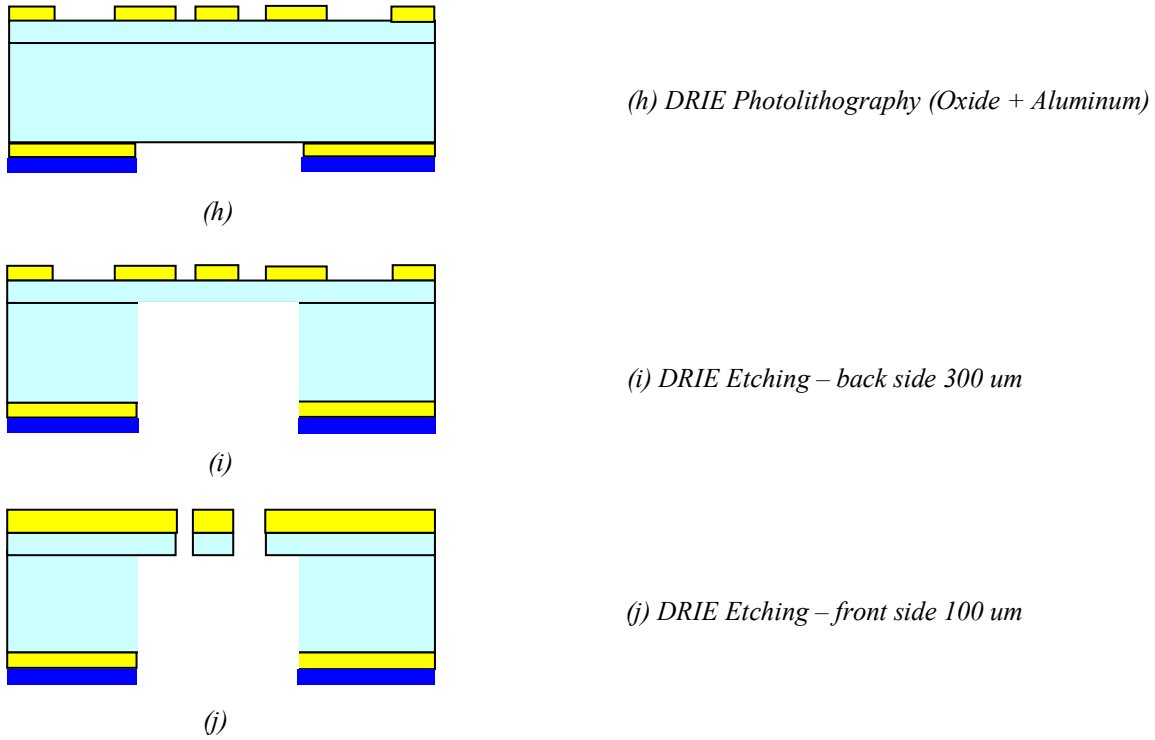 (h) DRIE Photolithography (Oxide + Aluminum)
(h)
(i) DRIE Etching – back side 300 um
(i)
(j) DRIE Etching – front side 100 um
(j)